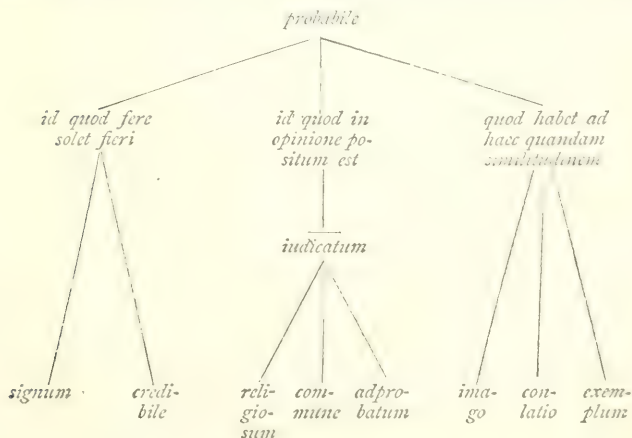 probabile
id quod fere
solet fieri
id quod in
opinione po-
situm est
quod habet ad
haec quandam
similitudinem
iudicatum
signum
credi-
bile
reli-
gio-
sum
com-
mune
adpro-
batum
ima-
go
con-
latio
exem-
plum